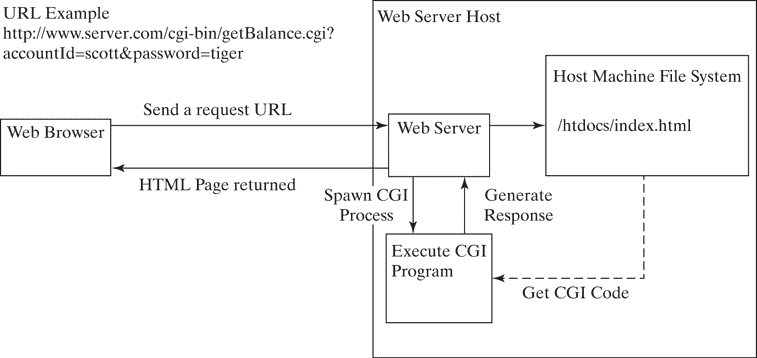 URL Example
http://www.server.com/cgi-bin/getBalance.cgi?
accountId=scott&password=tiger
Web Server Host
Host Machine File System
/htdocs/index.html
Send a request URL
Web Browser
Web Server
HTML Page returned
Spawn CGI
Process
Generate
Response
Execute CGI
Program
Get CGI Code